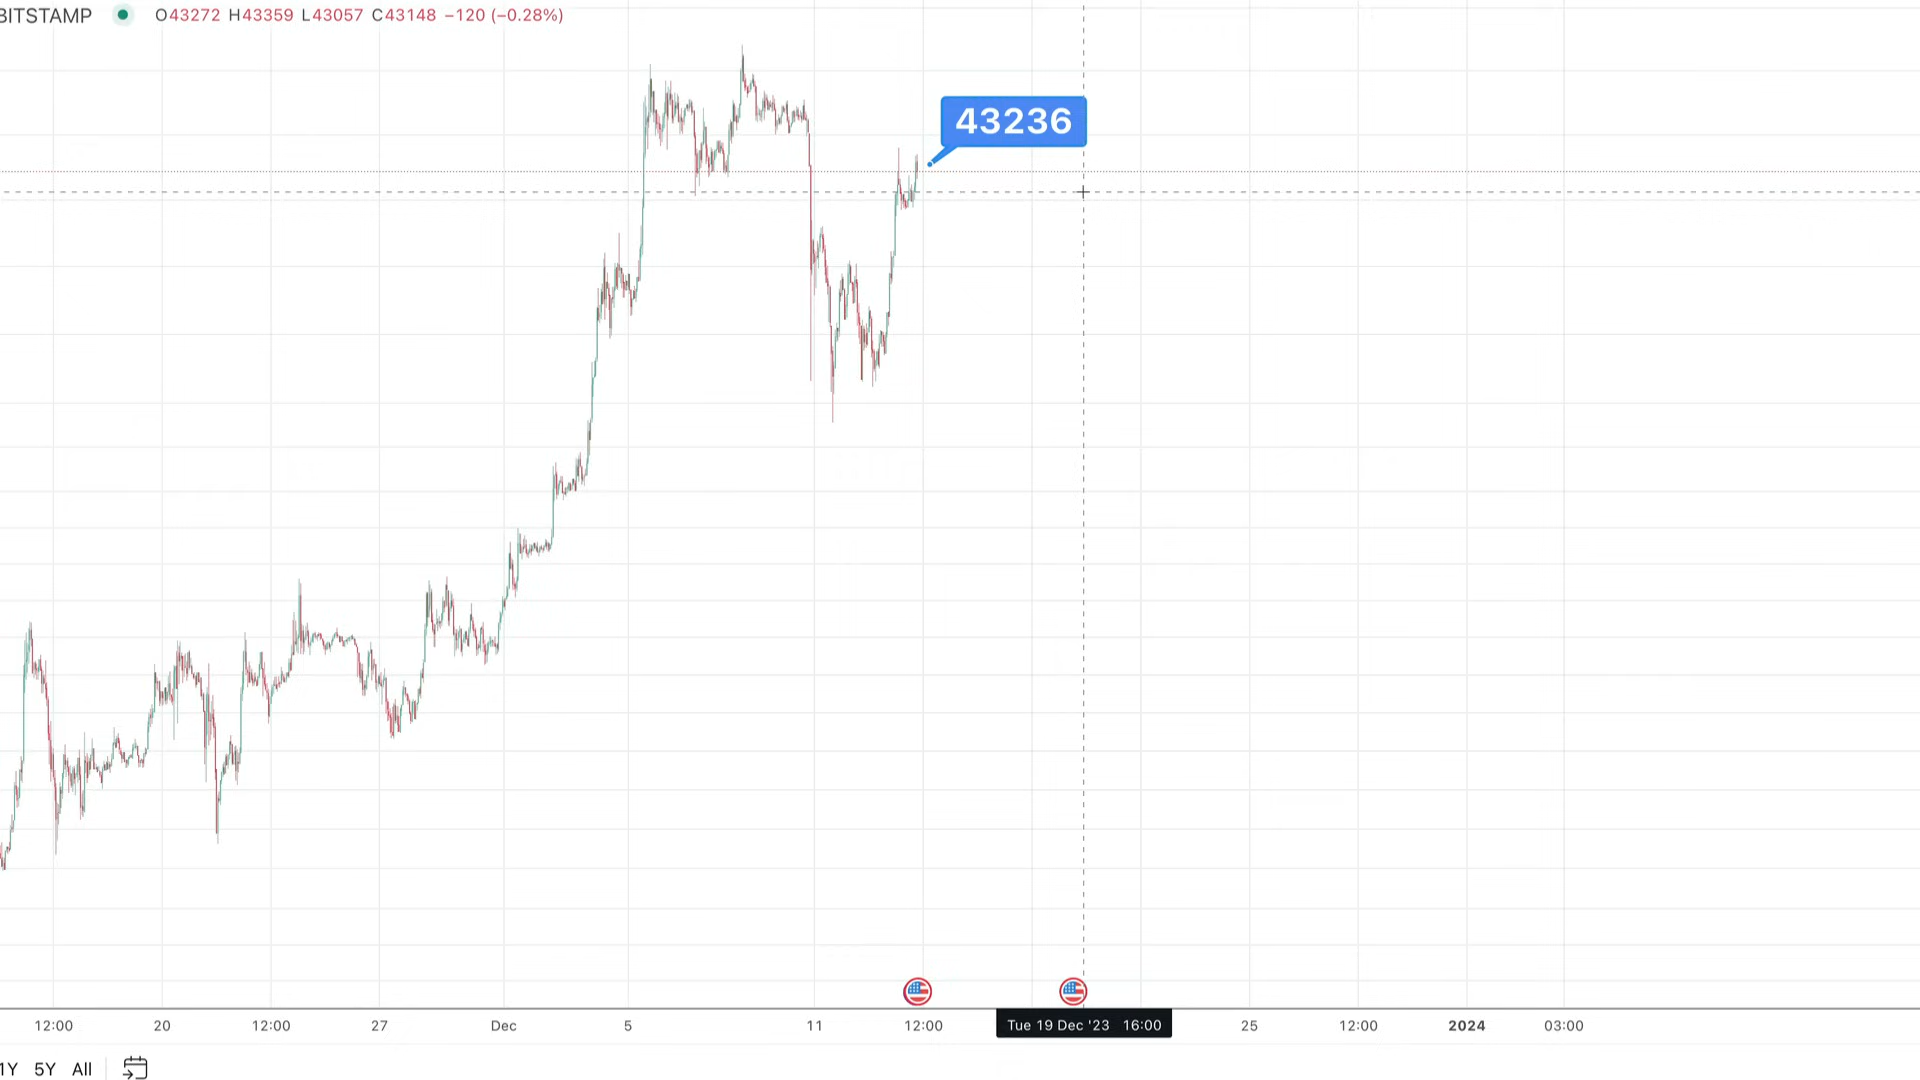 BITSTAMP O43272 H43359 L43057 C43148 −120 (−0.28%)
43236
12:00 20 12:00 27 Dec 5 11 12:00 Tue 19 Dec '23 16:00 25 12:00 2024 03:00
1Y 5Y All